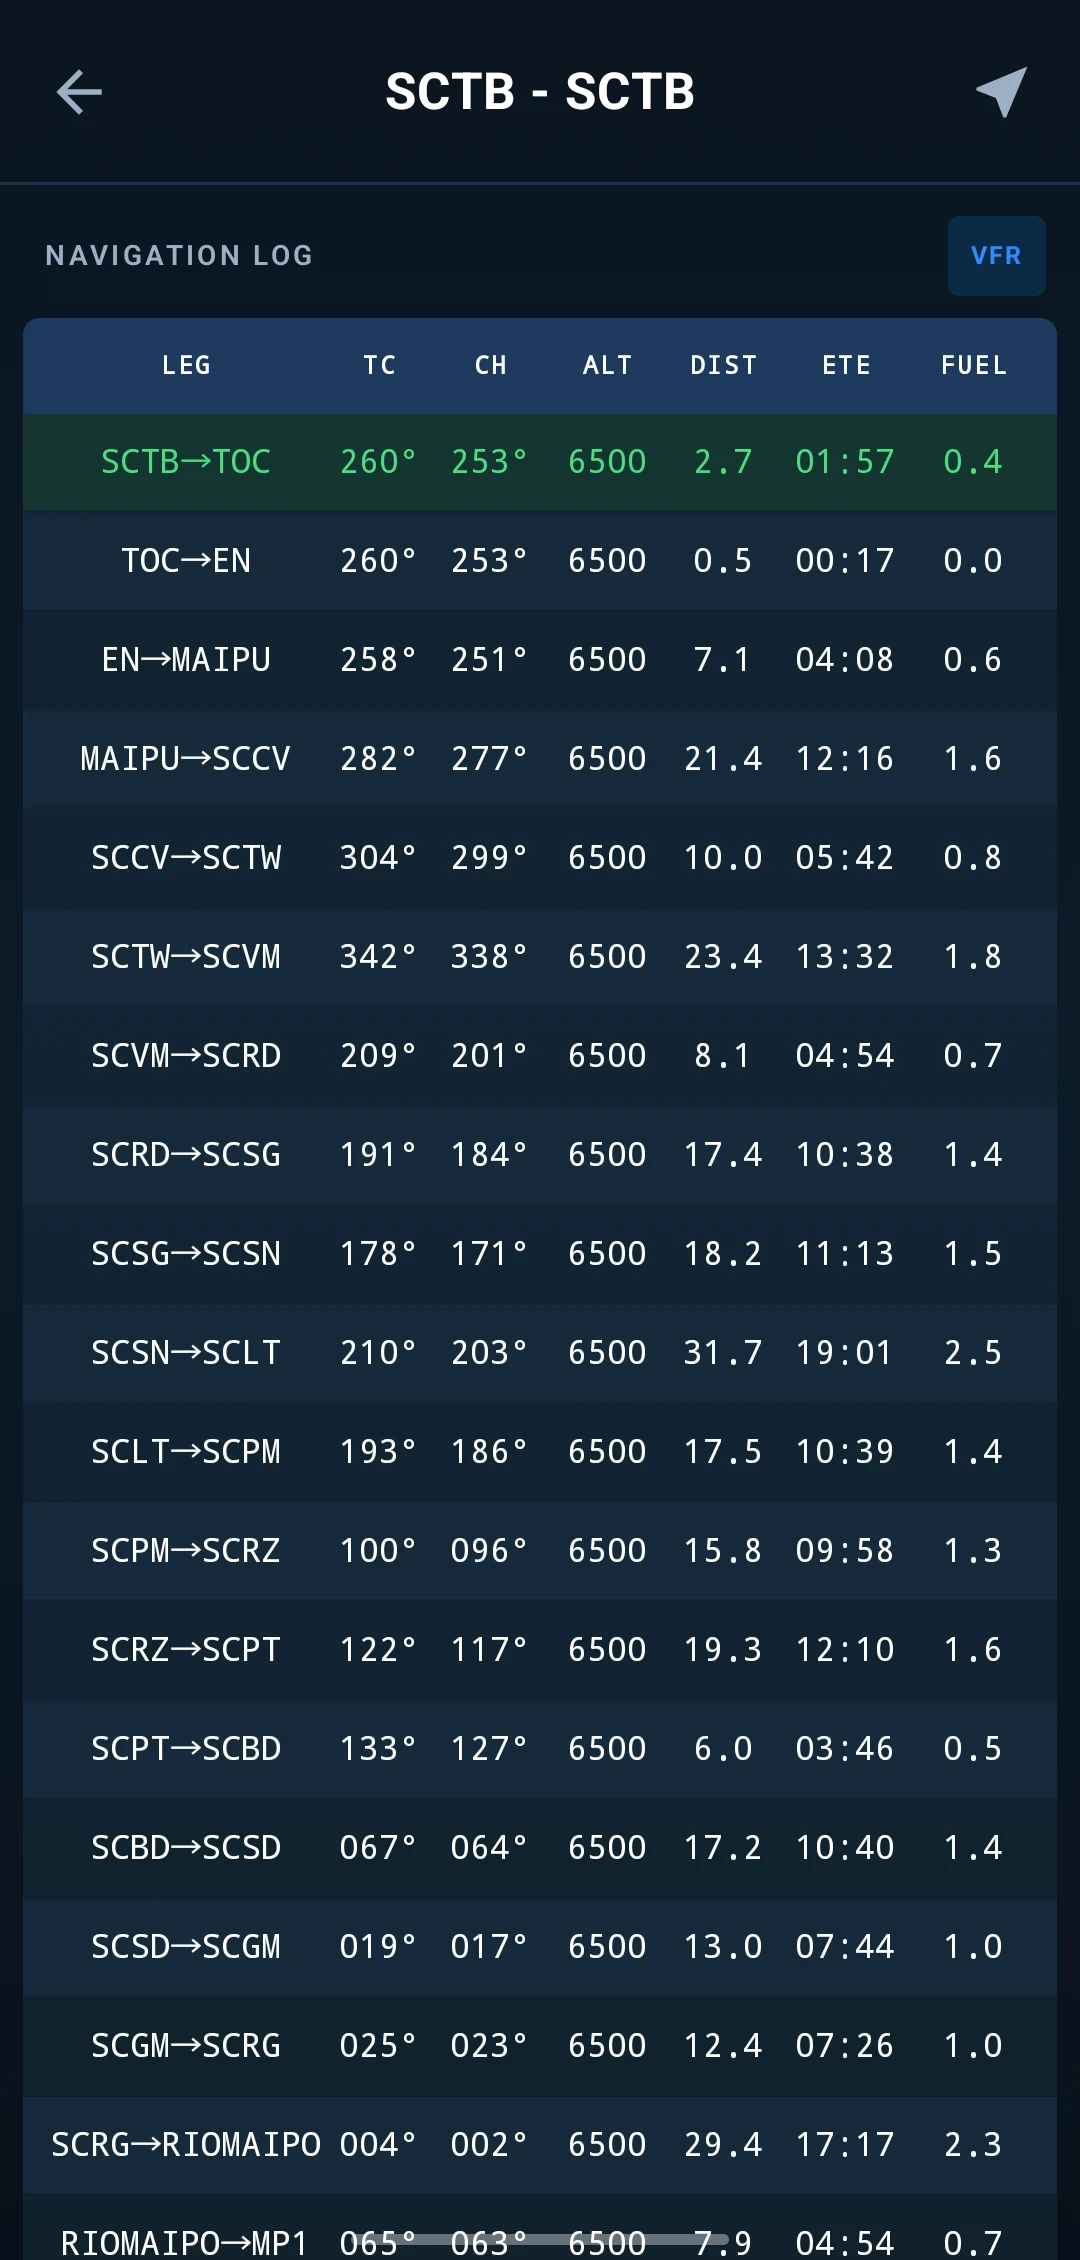 SCTB - SCTB
NAVIGATION LOG VFR
LEG TC CH ALT DIST ETE FUEL
SCTB→TOC 260° 253° 6500 2.7 01:57 0.4
TOC→EN 260° 253° 6500 0.5 00:17 0.0
EN→MAIPU 258° 251° 6500 7.1 04:08 0.6
MAIPU→SCCV 282° 277° 6500 21.4 12:16 1.6
SCCV→SCTW 304° 299° 6500 10.0 05:42 0.8
SCTW→SCVM 342° 338° 6500 23.4 13:32 1.8
SCVM→SCRD 209° 201° 6500 8.1 04:54 0.7
SCRD→SCSG 191° 184° 6500 17.4 10:38 1.4
SCSG→SCSN 178° 171° 6500 18.2 11:13 1.5
SCSN→SCLT 210° 203° 6500 31.7 19:01 2.5
SCLT→SCPM 193° 186° 6500 17.5 10:39 1.4
SCPM→SCRZ 100° 096° 6500 15.8 09:58 1.3
SCRZ→SCPT 122° 117° 6500 19.3 12:10 1.6
SCPT→SCBD 133° 127° 6500 6.0 03:46 0.5
SCBD→SCSD 067° 064° 6500 17.2 10:40 1.4
SCSD→SCGM 019° 017° 6500 13.0 07:44 1.0
SCGM→SCRG 025° 023° 6500 12.4 07:26 1.0
SCRG→RIOMAIPO 004° 002° 6500 29.4 17:17 2.3
RIOMAIPO→MP1 065° 063° 6500 7.9 04:54 0.7